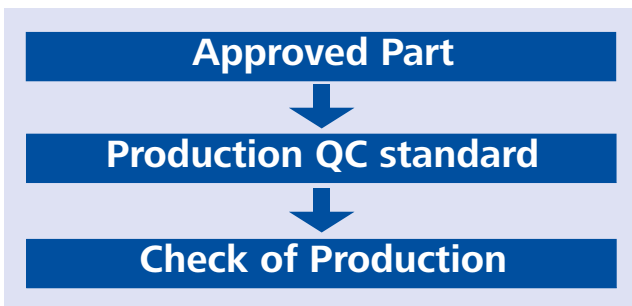 Approved Part
Production QC standard
Check of Production